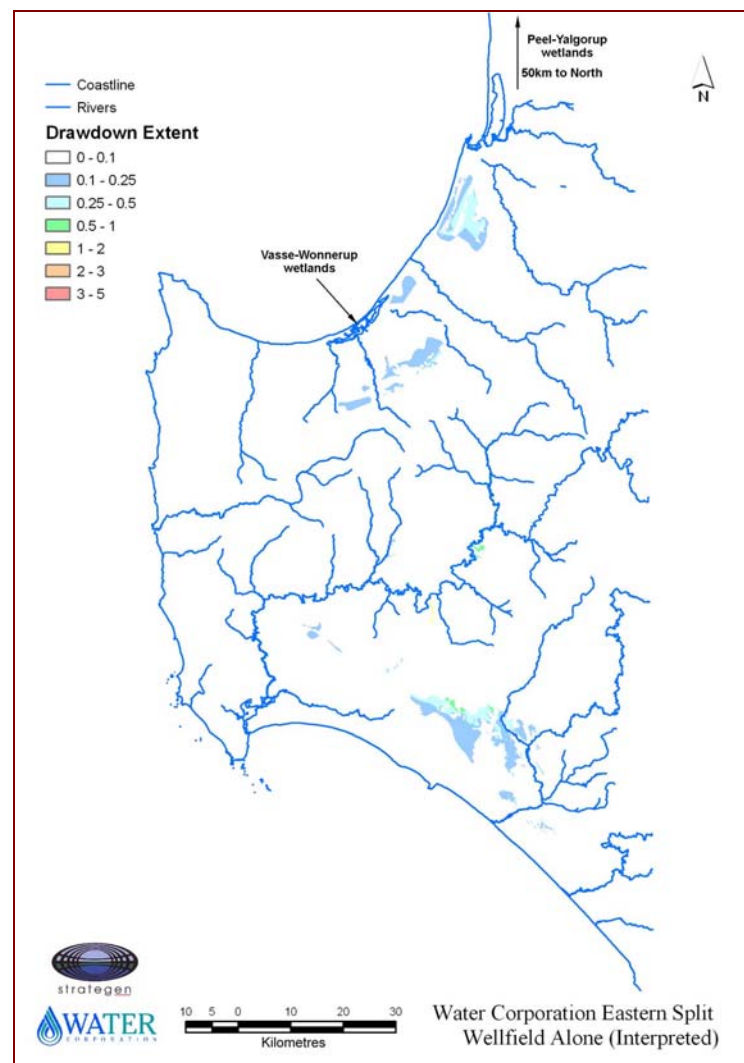 Peel-Yalgorup
wetlands
50km to North
N
Coastline
Rivers
Drawdown Extent
0 - 0.1
0.1 - 0.25
0.25 - 0.5
0.5 - 1
1 - 2
2 - 3
3 - 5
Vasse-Wonnerup
wetlands
strategen
WATER
CORPORATION
10 5 0 10 20 30
Kilometres
Water Corporation Eastern Split
Wellfield Alone (Interpreted)